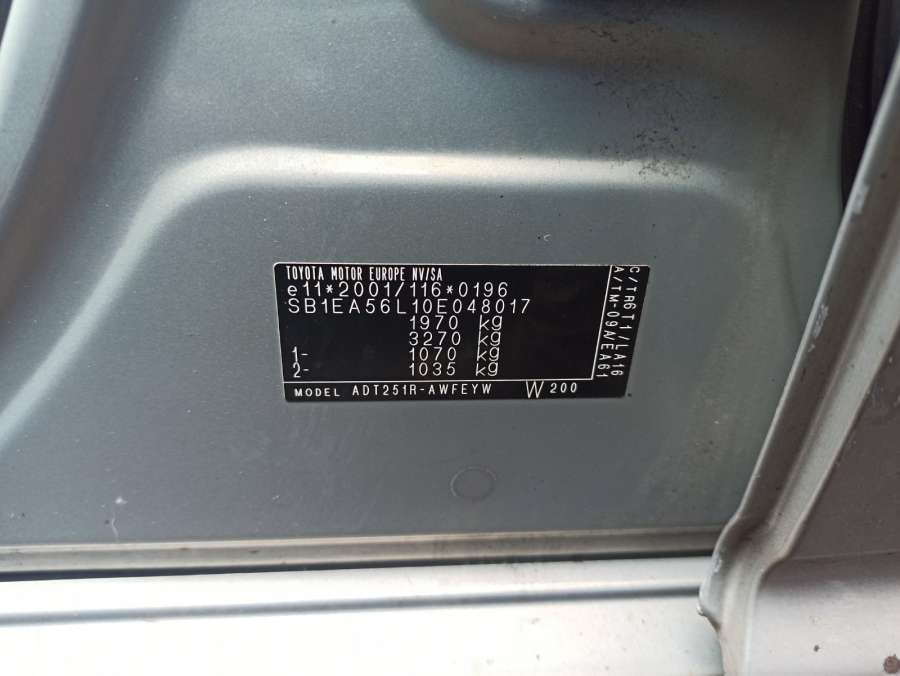 TOYOTA MOTOR EUROPE NV/SA
e11*2001/116*0196
SB1EA56L10E048017
1970 kg
3270 kg
1- 1070 kg
2- 1035 kg
MODEL ADT251R-AWFEYW W200
C/TR6T1/LA16
A/TM-09A/EA61